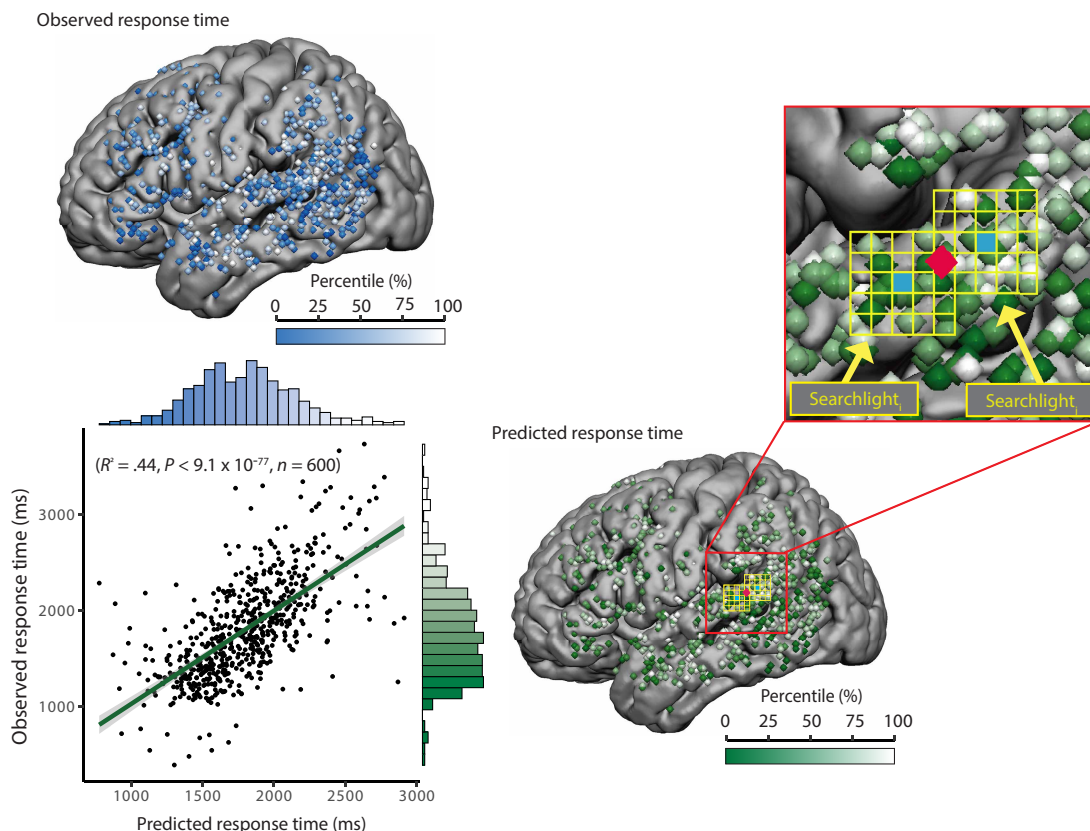 Observed response time
Percentile (%)
0 25 50 75 100
Searchlight i
Searchlight j
Predicted response time
(R² = .44, P < 9.1 x 10⁻⁷⁷, n = 600)
Observed response time (ms)
3000
2000
1000
1000 1500 2000 2500 3000
Predicted response time (ms)
Percentile (%)
0 25 50 75 100